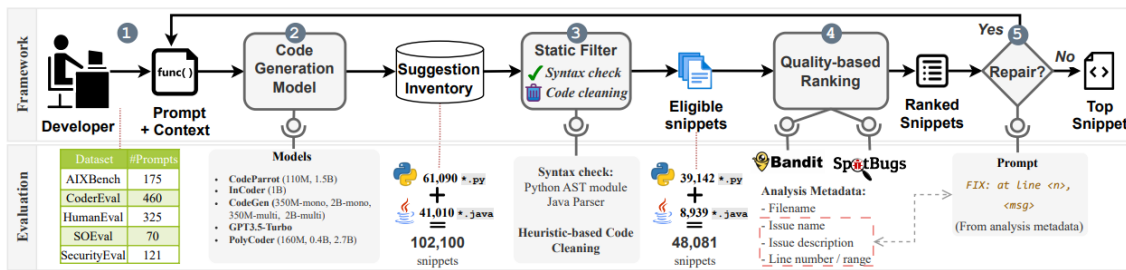 Framework
1
2
3
4
5
Yes
No
Developer
func()
Prompt
+ Context
Code
Generation
Model
Suggestion
Inventory
Static Filter
Syntax check
Code cleaning
Eligible
snippets
Quality-based
Ranking
Ranked
Snippets
Repair?
Top
Snippet
Evaluation
Dataset #Prompts
AIXBench 175
CoderEval 460
HumanEval 325
SOEval 70
SecurityEval 121
Models
• CodeParrot (110M, 1.5B)
• InCoder (1B)
• CodeGen (350M-mono, 2B-mono,
350M-multi, 2B-multi)
• GPT3.5-Turbo
• PolyCoder (160M, 0.4B, 2.7B)
61,090 *.py
+
41,010 *.java
=
102,100
snippets
Syntax check:
Python AST module
Java Parser
Heuristic-based Code
Cleaning
39,142 *.py
+
8,939 *.java
=
48,081
snippets
Bandit
SpotBugs
Analysis Metadata:
- Filename
- Issue name
- Issue description
- Line number / range
Prompt
FIX: at line <n>,
<msg>
(From analysis metadata)